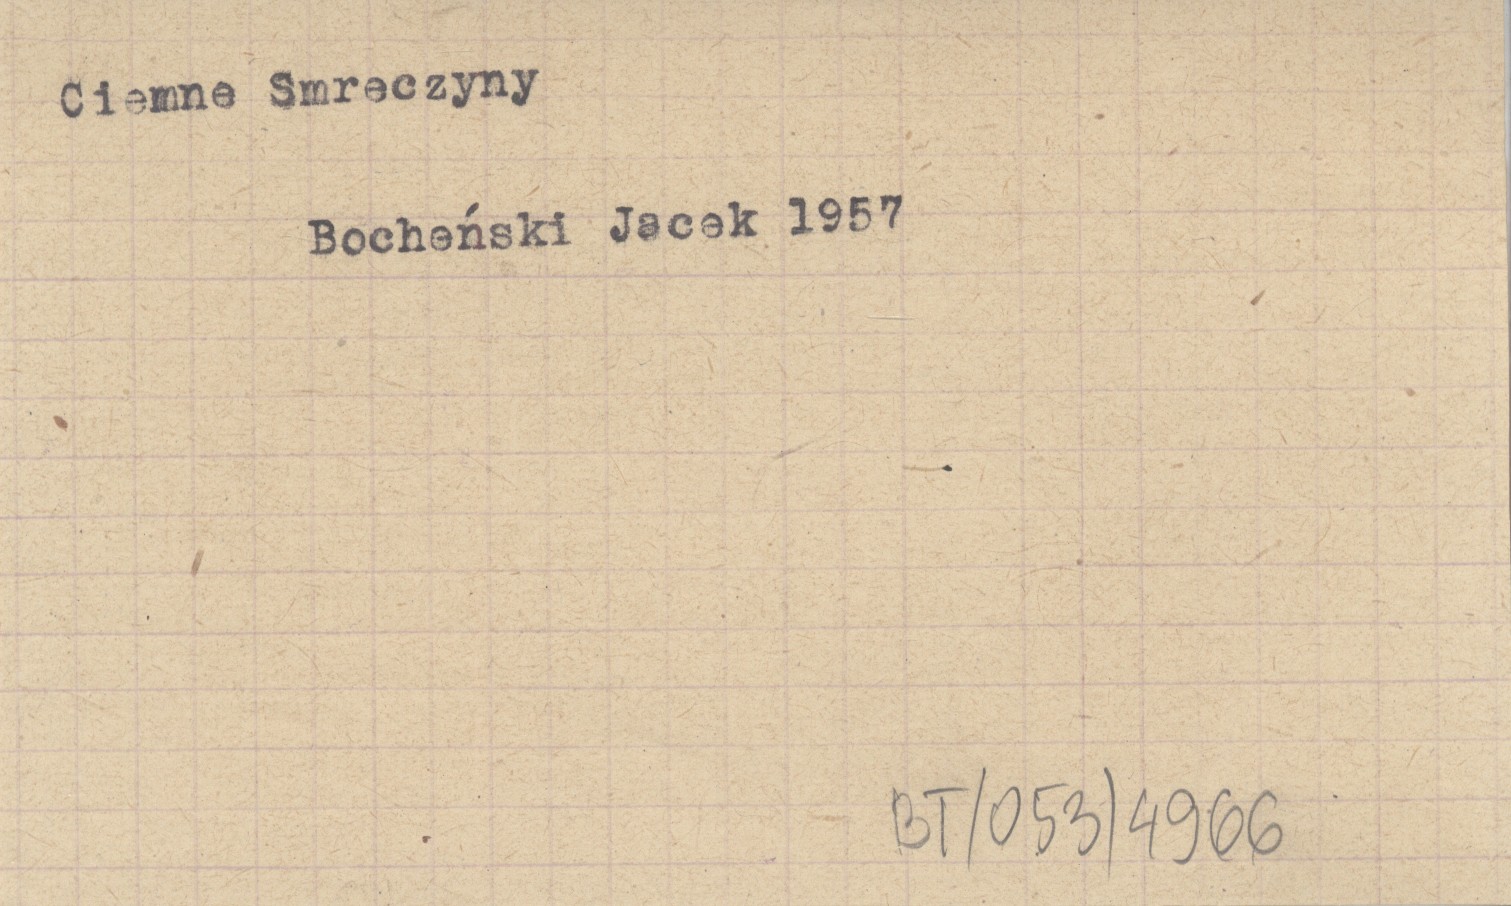 Ciemne Smreczyny
Bocheński Jacek 1957
BT/053/4966